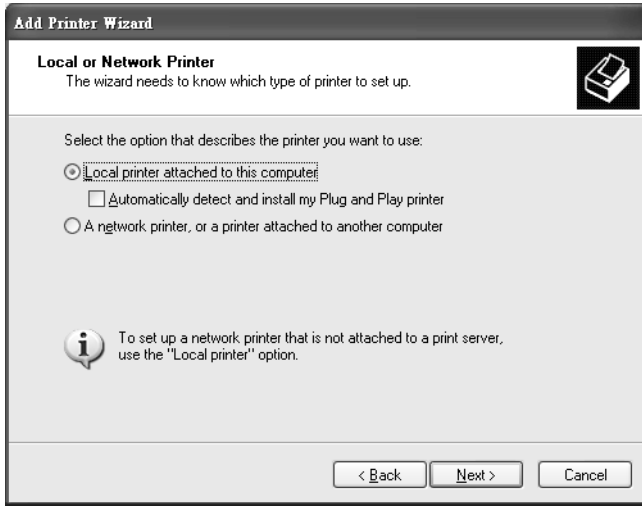 Add Printer Wizard
Local or Network Printer
The wizard needs to know which type of printer to set up.
Select the option that describes the printer you want to use:
Local printer attached to this computer
Automatically detect and install my Plug and Play printer
A network printer, or a printer attached to another computer
To set up a network printer that is not attached to a print server,
use the "Local printer" option.
< Back
Next >
Cancel